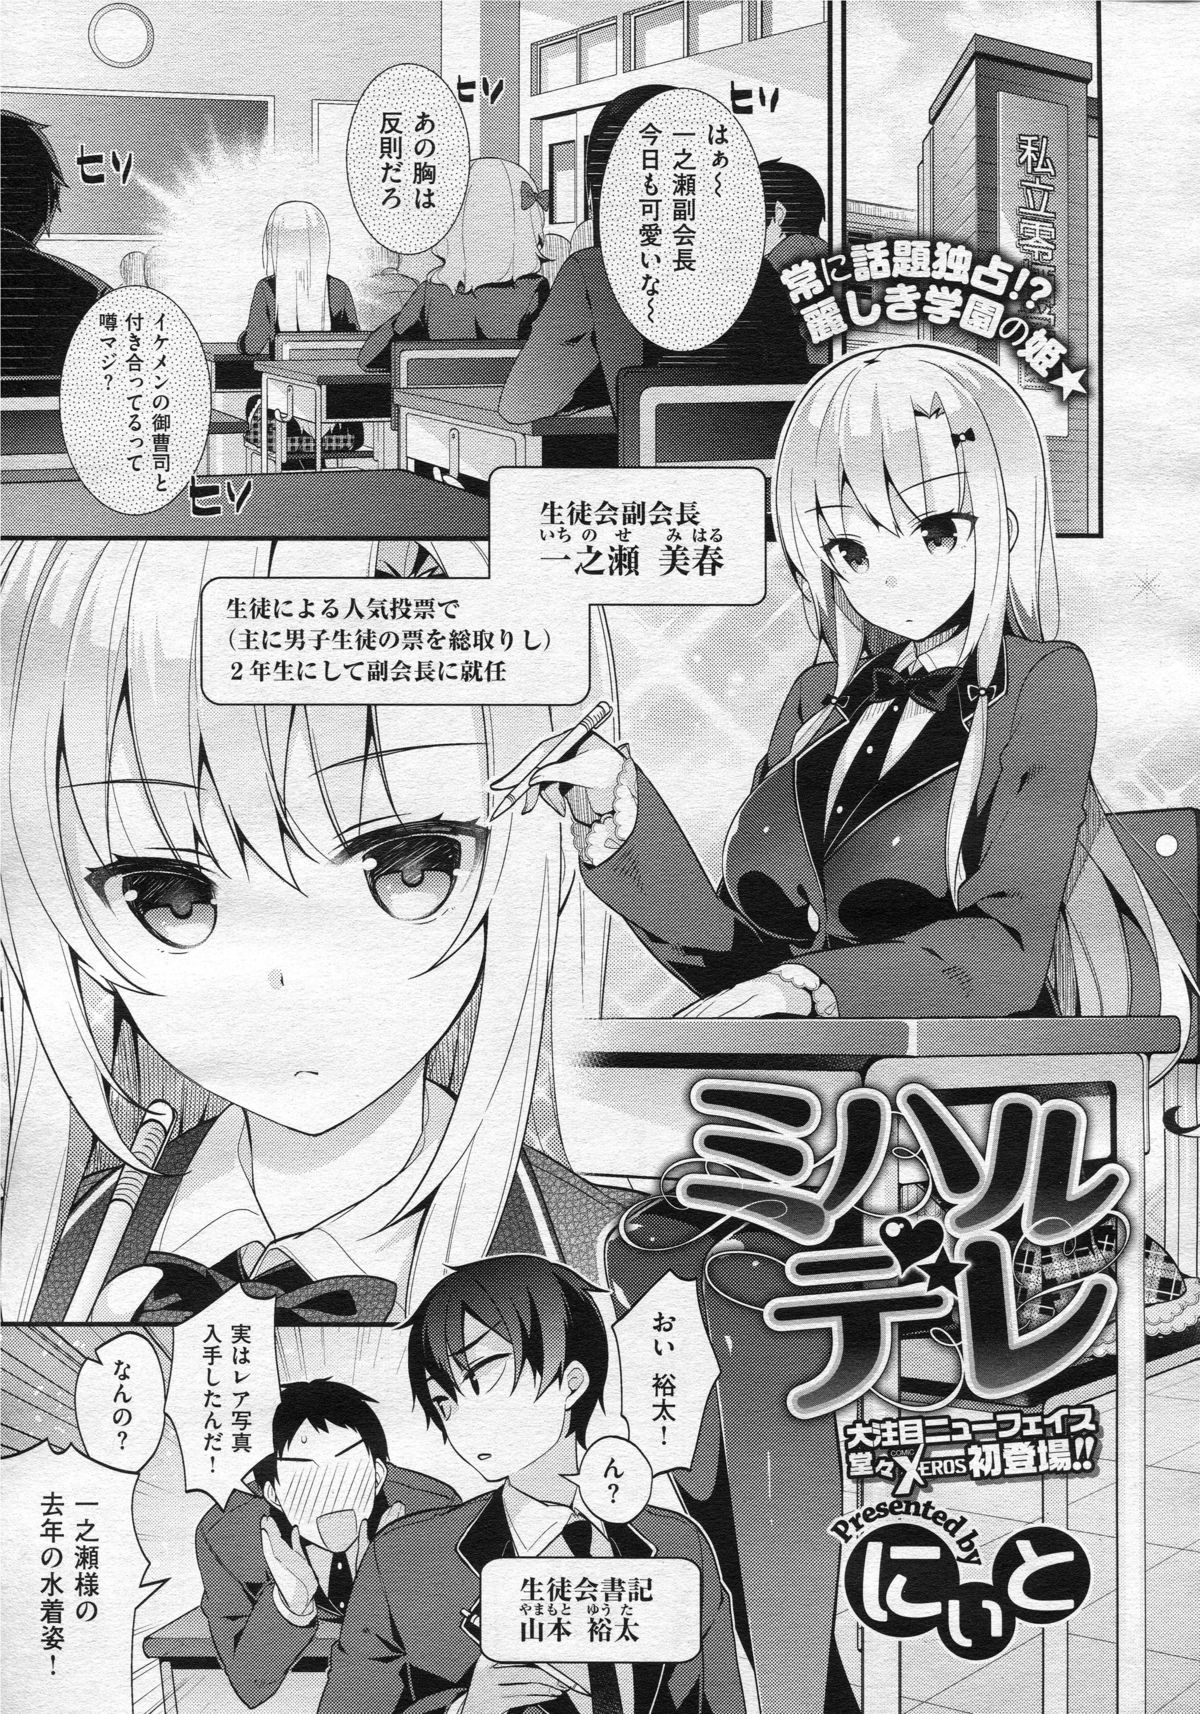 私立零
常に話題独占!?
麗しき学園の姫★
はぁ〜
一之瀬副会長
今日も可愛いな〜
ヒソ
ヒソ
あの胸は
反則だろ
ヒソ
イケメンの御曹司と
付き合ってるって
噂マジ?
ヒソ
生徒会副会長
いちのせ みはる
一之瀬 美春
生徒による人気投票で
(主に男子生徒の票を総取りし)
2年生にして副会長に就任
ミハル
デレ
大注目ニューフェイス
堂々COMIC X-EROS初登場!!
Presented by
にぃと
おい 裕太!
ん?
生徒会書記
やまもと ゆうた
山本 裕太
実はレア写真
入手したんだ!
なんの?
一之瀬様の
去年の水着姿!